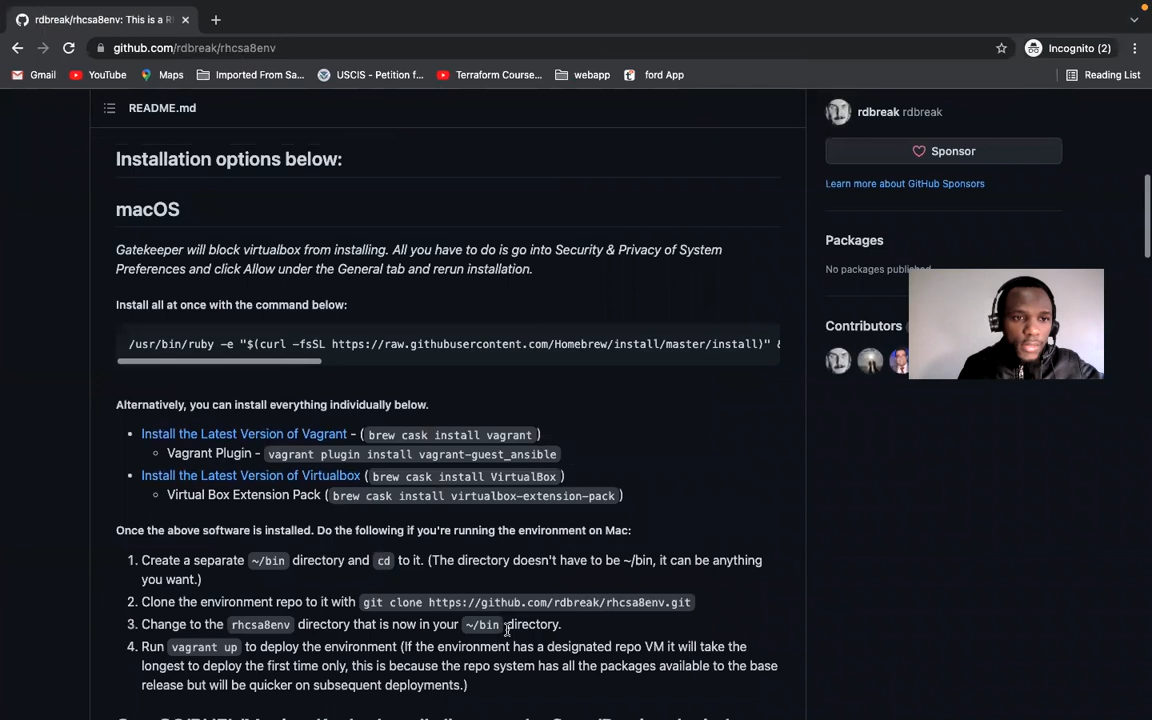 rdbreak/rhcsa8env: This is a R
github.com/rdbreak/rhcsa8env
Incognito (2)
Gmail
YouTube
Maps
Imported From Sa...
USCIS - Petition f...
Terraform Course...
webapp
ford App
Reading List
README.md
Installation options below:
macOS
Gatekeeper will block virtualbox from installing. All you have to do is go into Security & Privacy of System
Preferences and click Allow under the General tab and rerun installation.
Install all at once with the command below:
/usr/bin/ruby -e "$(curl -fsSL https://raw.githubusercontent.com/Homebrew/install/master/install)" &
Alternatively, you can install everything individually below.
• Install the Latest Version of Vagrant - ( brew cask install vagrant )
◦ Vagrant Plugin - vagrant plugin install vagrant-guest_ansible
• Install the Latest Version of Virtualbox ( brew cask install VirtualBox )
◦ Virtual Box Extension Pack ( brew cask install virtualbox-extension-pack )
Once the above software is installed. Do the following if you're running the environment on Mac:
1. Create a separate ~/bin directory and cd to it. (The directory doesn't have to be ~/bin, it can be anything
you want.)
2. Clone the environment repo to it with git clone https://github.com/rdbreak/rhcsa8env.git
3. Change to the rhcsa8env directory that is now in your ~/bin directory.
4. Run vagrant up to deploy the environment (If the environment has a designated repo VM it will take the
longest to deploy the first time only, this is because the repo system has all the packages available to the base
release but will be quicker on subsequent deployments.)
rdbreak rdbreak
Sponsor
Learn more about GitHub Sponsors
Packages
No packages published
Contributors